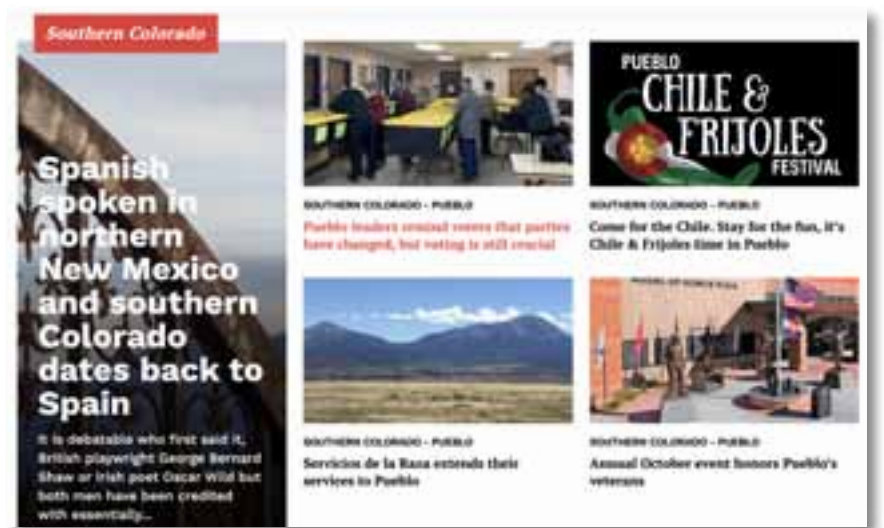 Southern Colorado
Spanish
spoken in
northern
New Mexico
and southern
Colorado
dates back to
Spain
It is debatable who first said it,
British playwright George Bernard
Shaw or Irish poet Oscar Wild but
both men have been credited
with essentially...
SOUTHERN COLORADO - PUEBLO
Pueblo leaders remind voters that parties
have changed, but voting is still crucial
PUEBLO
CHILE &
FRIJOLES
FESTIVAL
SOUTHERN COLORADO - PUEBLO
Come for the Chile. Stay for the fun, it's
Chile & Frijoles time in Pueblo
SOUTHERN COLORADO - PUEBLO
Servicios de la Raza extends their
services to Pueblo
SOUTHERN COLORADO - PUEBLO
Annual October event honors Pueblo's
veterans